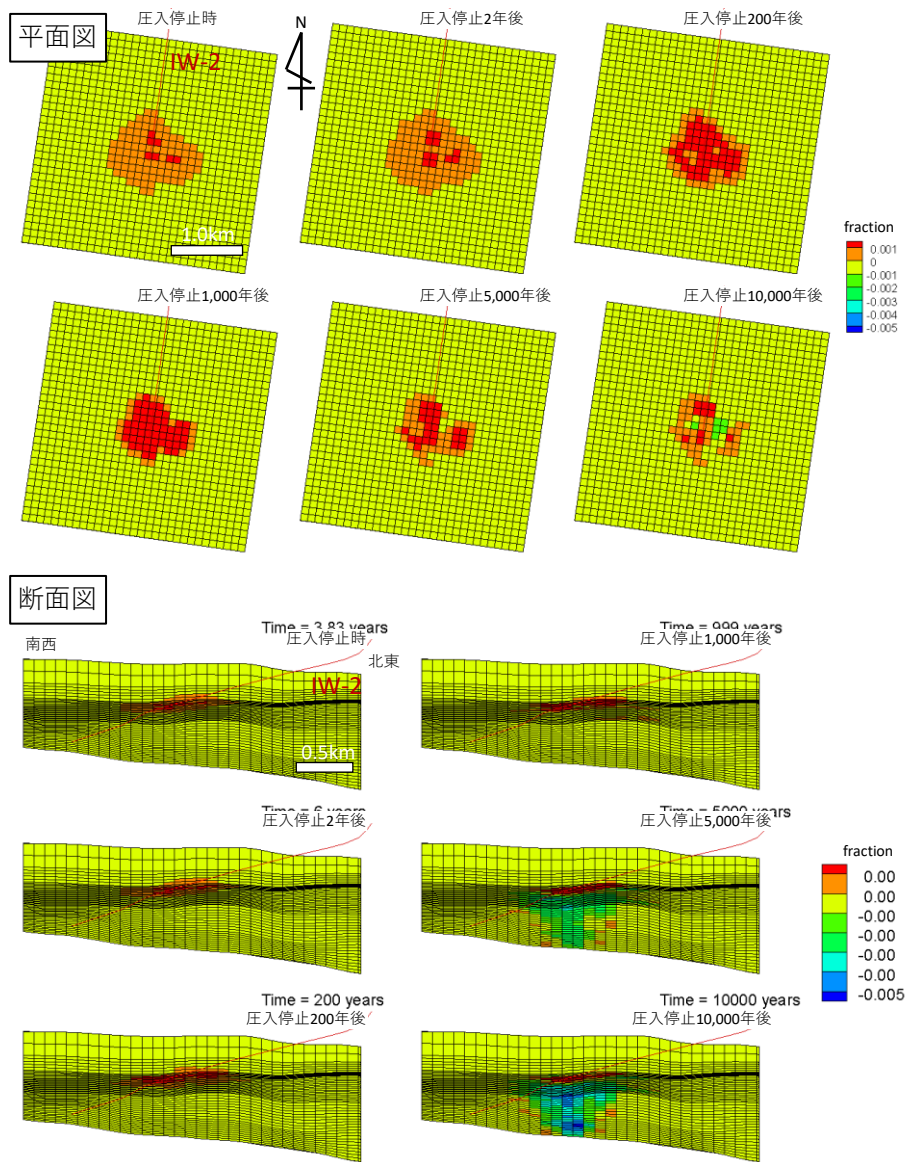 平面図
圧入停止時
IW-2
N
1.0km
圧入停止2年後
圧入停止200年後
fraction
0.001
0
-0.001
-0.002
-0.003
-0.004
-0.005
圧入停止1,000年後
圧入停止5,000年後
圧入停止10,000年後
断面図
Time = 3.83 years
圧入停止時
南西
北東
IW-2
0.5km
Time = 999 years
圧入停止1,000年後
Time = 6 years
圧入停止2年後
Time = 5000 years
圧入停止5,000年後
fraction
0.00
0.00
-0.00
-0.00
-0.00
-0.00
-0.005
Time = 200 years
圧入停止200年後
Time = 10000 years
圧入停止10,000年後